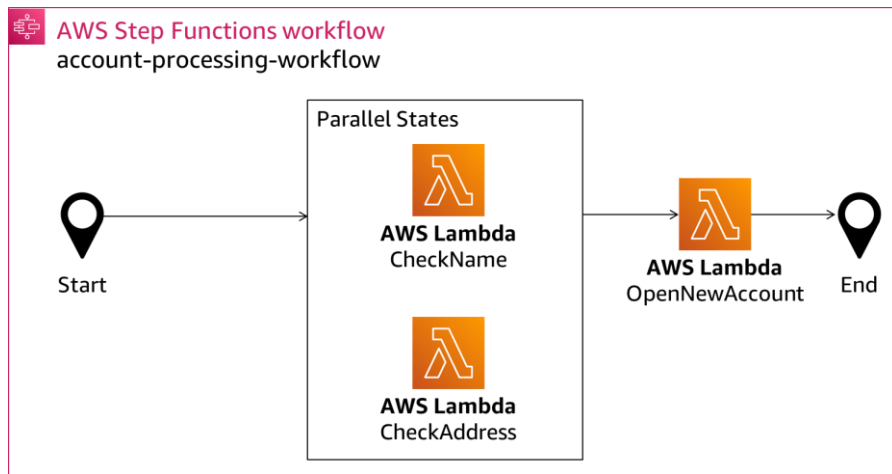 AWS Step Functions workflow
account-processing-workflow
Parallel States
AWS Lambda
CheckName
AWS Lambda
CheckAddress
Start
AWS Lambda
OpenNewAccount
End